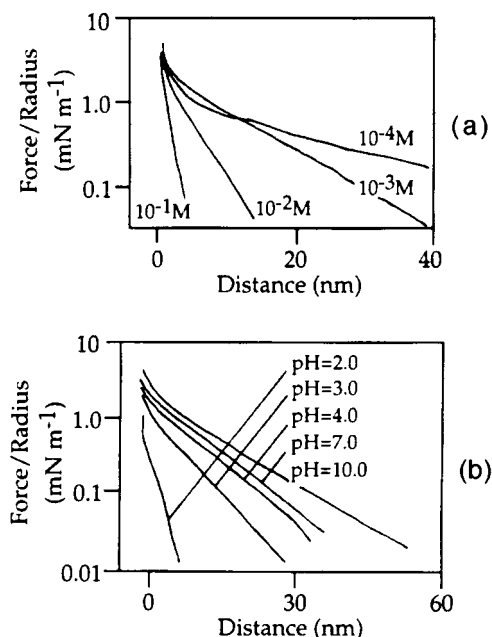 10
1.0
0.1
Force/Radius
(mN m⁻¹)
10⁻⁴M
10⁻³M
10⁻²M
10⁻¹M
(a)
0 20 40
Distance (nm)
10
1.0
0.1
0.01
Force/Radius
(mN m⁻¹)
pH=2.0
pH=3.0
pH=4.0
pH=7.0
pH=10.0
(b)
0 30 60
Distance (nm)